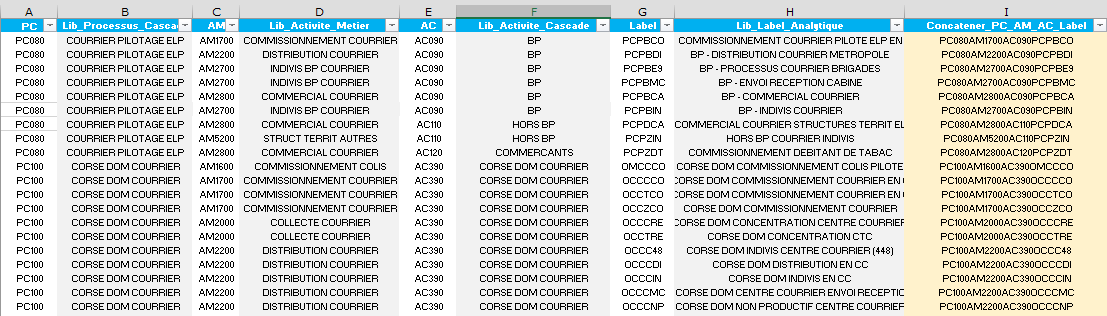 A B C D E F G H I
PC Lib_Processus_Casca AM Lib_Activite_Metier AC Lib_Activite_Cascade Label Lib_Label_Analytique Concatener_PC_AM_AC_Label
PC080 COURRIER PILOTAGE ELP AM1700 COMMISSIONNEMENT COURRIER AC090 BP PCPBCO COMMISSIONNEMENT COURRIER PILOTE ELP EN PC080AM1700AC090PCPBCO
PC080 COURRIER PILOTAGE ELP AM2200 DISTRIBUTION COURRIER AC090 BP PCPBDI BP - DISTRIBUTION COURRIER METROPOLE PC080AM2200AC090PCPBDI
PC080 COURRIER PILOTAGE ELP AM2700 INDIVIS BP COURRIER AC090 BP PCPBE9 BP - PROCESSUS COURRIER BRIGADES PC080AM2700AC090PCPBE9
PC080 COURRIER PILOTAGE ELP AM2700 INDIVIS BP COURRIER AC090 BP PCPBMC BP - ENVOI RECEPTION CABINE PC080AM2700AC090PCPBMC
PC080 COURRIER PILOTAGE ELP AM2800 COMMERCIAL COURRIER AC090 BP PCPBCA BP - COMMERCIAL COURRIER PC080AM2800AC090PCPBCA
PC080 COURRIER PILOTAGE ELP AM2700 INDIVIS BP COURRIER AC090 BP PCPBIN BP - INDIVIS COURRIER PC080AM2700AC090PCPBIN
PC080 COURRIER PILOTAGE ELP AM2800 COMMERCIAL COURRIER AC110 HORS BP PCPDCA COMMERCIAL COURRIER STRUCTURES TERRIT EL PC080AM2800AC110PCPDCA
PC080 COURRIER PILOTAGE ELP AM5200 STRUCT TERRIT AUTRES AC110 HORS BP PCPZIN HORS BP COURRIER INDIVIS PC080AM5200AC110PCPZIN
PC080 COURRIER PILOTAGE ELP AM2800 COMMERCIAL COURRIER AC120 COMMERCANTS PCPZDT COMMISSIONNEMENT DEBITANT DE TABAC PC080AM2800AC120PCPZDT
PC100 CORSE DOM COURRIER AM1600 COMMISSIONNEMENT COLIS AC390 CORSE DOM COURRIER OMCCCO CORSE DOM COMMISSIONNEMENT COLIS PILOTE PC100AM1600AC390OMCCCO
PC100 CORSE DOM COURRIER AM1700 COMMISSIONNEMENT COURRIER AC390 CORSE DOM COURRIER OCCCCO CORSE DOM COMMISSIONNEMENT COURRIER EN PC100AM1700AC390OCCCCO
PC100 CORSE DOM COURRIER AM1700 COMMISSIONNEMENT COURRIER AC390 CORSE DOM COURRIER OCCTCO CORSE DOM COMMISSIONNEMENT COURRIER EN PC100AM1700AC390OCCTCO
PC100 CORSE DOM COURRIER AM1700 COMMISSIONNEMENT COURRIER AC390 CORSE DOM COURRIER OCCZCO CORSE DOM COMMISSIONNEMENT COURRIER PC100AM1700AC390OCCZCO
PC100 CORSE DOM COURRIER AM2000 COLLECTE COURRIER AC390 CORSE DOM COURRIER OCCCRE CORSE DOM CONCENTRATION CENTRE COURRIER PC100AM2000AC390OCCCRE
PC100 CORSE DOM COURRIER AM2000 COLLECTE COURRIER AC390 CORSE DOM COURRIER OCCTRE CORSE DOM CONCENTRATION CTC PC100AM2000AC390OCCTRE
PC100 CORSE DOM COURRIER AM2200 DISTRIBUTION COURRIER AC390 CORSE DOM COURRIER OCCC48 CORSE DOM INDIVIS CENTRE COURRIER (448) PC100AM2200AC390OCCC48
PC100 CORSE DOM COURRIER AM2200 DISTRIBUTION COURRIER AC390 CORSE DOM COURRIER OCCCDI CORSE DOM DISTRIBUTION EN CC PC100AM2200AC390OCCCDI
PC100 CORSE DOM COURRIER AM2200 DISTRIBUTION COURRIER AC390 CORSE DOM COURRIER OCCCIN CORSE DOM INDIVIS EN CC PC100AM2200AC390OCCCIN
PC100 CORSE DOM COURRIER AM2200 DISTRIBUTION COURRIER AC390 CORSE DOM COURRIER OCCCMC CORSE DOM CENTRE COURRIER ENVOI RECEPTIO PC100AM2200AC390OCCCMC
PC100 CORSE DOM COURRIER AM2200 DISTRIBUTION COURRIER AC390 CORSE DOM COURRIER OCCCNP CORSE DOM NON PRODUCTIF CENTRE COURRIER PC100AM2200AC390OCCCNP